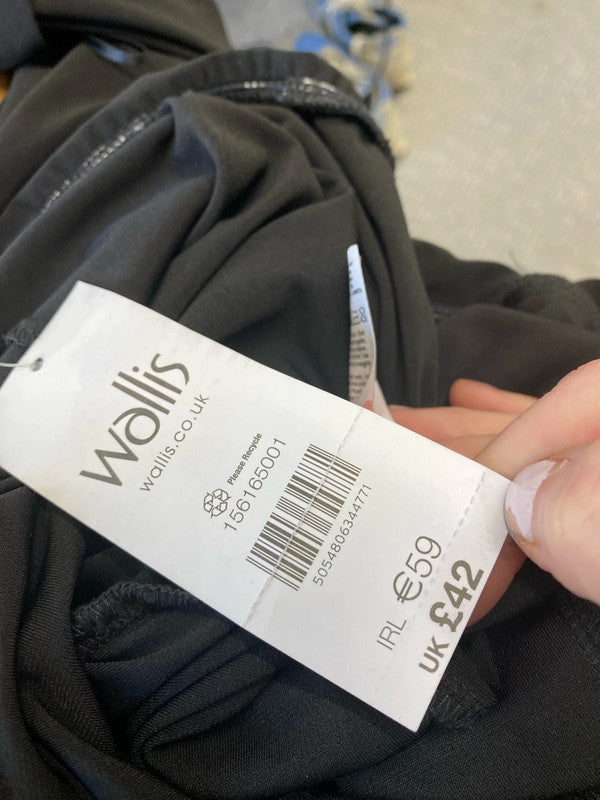 wallis
wallis.co.uk
Please Recycle
156165001
5054806344771
IRL €59
UK £42